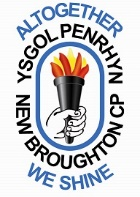 ALTOGETHER
YSGOL PENRHYN
NEW BROUGHTON CP
WE SHINE